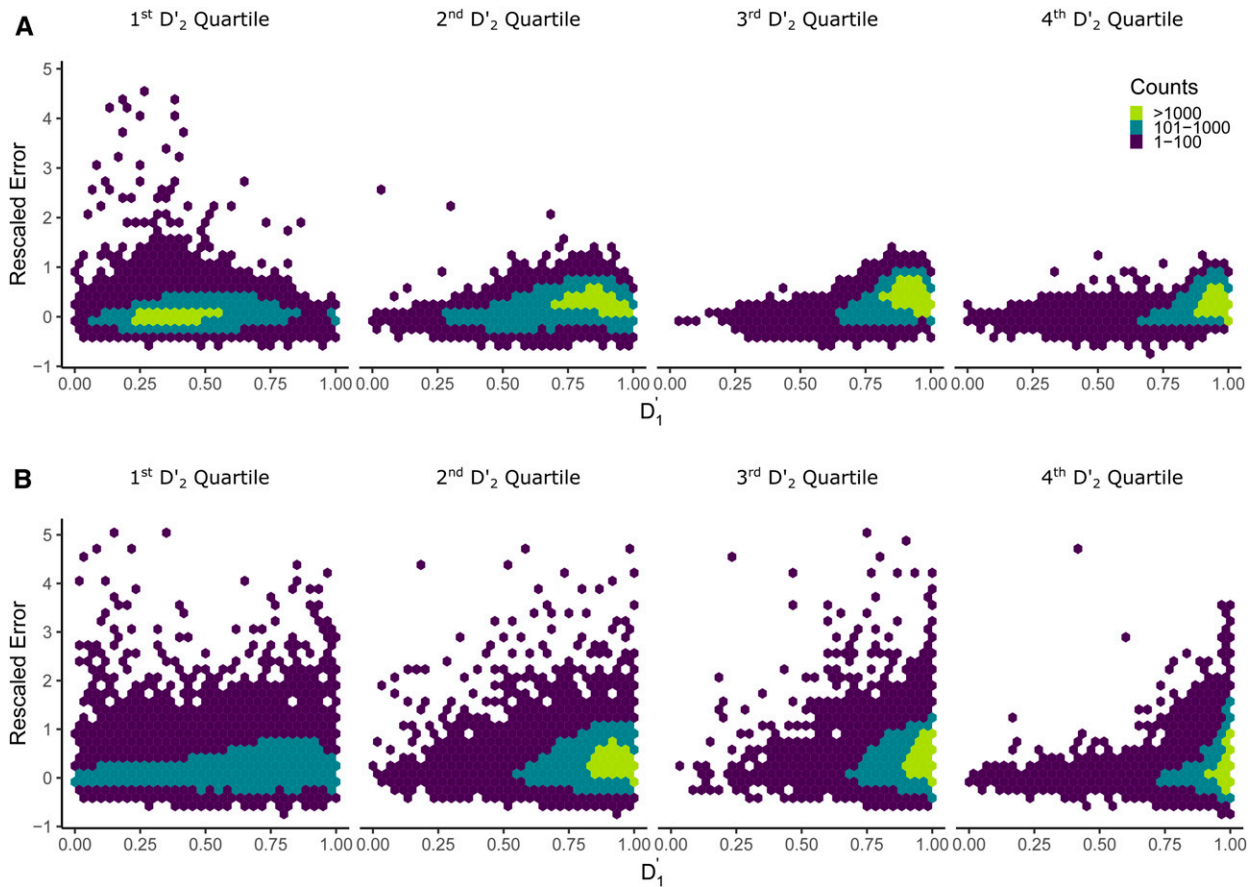 A
1st D'2 Quartile
2nd D'2 Quartile
3rd D'2 Quartile
4th D'2 Quartile
Rescaled Error
5
4
3
2
1
0
−1
Counts
>1000
101−1000
1−100
0.00 0.25 0.50 0.75 1.00
0.00 0.25 0.50 0.75 1.00
0.00 0.25 0.50 0.75 1.00
0.00 0.25 0.50 0.75 1.00
D'1
B
1st D'2 Quartile
2nd D'2 Quartile
3rd D'2 Quartile
4th D'2 Quartile
Rescaled Error
5
4
3
2
1
0
−1
0.00 0.25 0.50 0.75 1.00
0.00 0.25 0.50 0.75 1.00
0.00 0.25 0.50 0.75 1.00
0.00 0.25 0.50 0.75 1.00
D'1